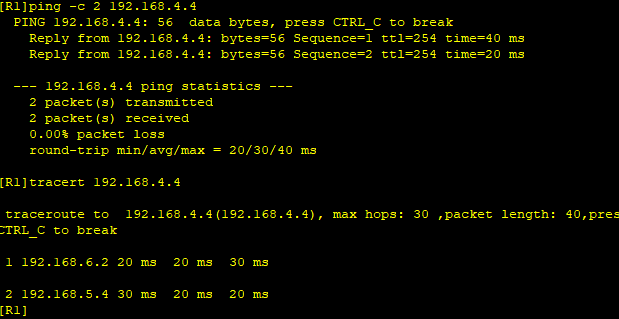 [R1]ping -c 2 192.168.4.4
PING 192.168.4.4: 56  data bytes, press CTRL_C to break
Reply from 192.168.4.4: bytes=56 Sequence=1 ttl=254 time=40 ms
Reply from 192.168.4.4: bytes=56 Sequence=2 ttl=254 time=20 ms
--- 192.168.4.4 ping statistics ---
2 packet(s) transmitted
2 packet(s) received
0.00% packet loss
round-trip min/avg/max = 20/30/40 ms
[R1]tracert 192.168.4.4
traceroute to  192.168.4.4(192.168.4.4), max hops: 30 ,packet length: 40,pres
CTRL_C to break
1 192.168.6.2 20 ms  20 ms  30 ms
2 192.168.5.4 30 ms  20 ms  20 ms
[R1]